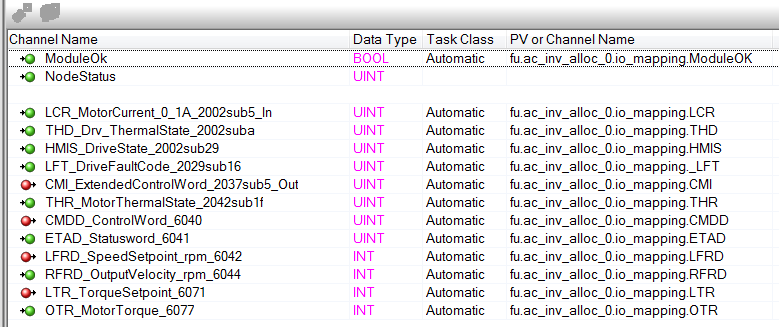 Channel Name Data Type Task Class PV or Channel Name
ModuleOk BOOL Automatic fu.ac_inv_alloc_0.io_mapping.ModuleOK
NodeStatus UINT
LCR_MotorCurrent_0_1A_2002sub5_In UINT Automatic fu.ac_inv_alloc_0.io_mapping.LCR
THD_Drv_ThermalState_2002suba UINT Automatic fu.ac_inv_alloc_0.io_mapping.THD
HMIS_DriveState_2002sub29 UINT Automatic fu.ac_inv_alloc_0.io_mapping.HMIS
LFT_DriveFaultCode_2029sub16 UINT Automatic fu.ac_inv_alloc_0.io_mapping._LFT
CMI_ExtendedControlWord_2037sub5_Out UINT Automatic fu.ac_inv_alloc_0.io_mapping.CMI
THR_MotorThermalState_2042sub1f UINT Automatic fu.ac_inv_alloc_0.io_mapping.THR
CMDD_ControlWord_6040 UINT Automatic fu.ac_inv_alloc_0.io_mapping.CMDD
ETAD_Statusword_6041 UINT Automatic fu.ac_inv_alloc_0.io_mapping.ETAD
LFRD_SpeedSetpoint_rpm_6042 INT Automatic fu.ac_inv_alloc_0.io_mapping.LFRD
RFRD_OutputVelocity_rpm_6044 INT Automatic fu.ac_inv_alloc_0.io_mapping.RFRD
LTR_TorqueSetpoint_6071 INT Automatic fu.ac_inv_alloc_0.io_mapping.LTR
OTR_MotorTorque_6077 INT Automatic fu.ac_inv_alloc_0.io_mapping.OTR